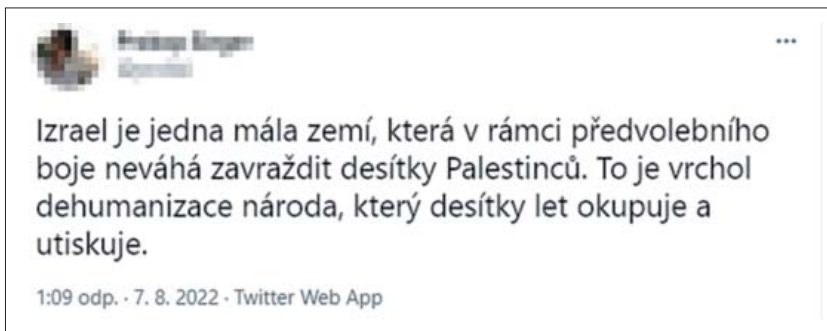 Izrael je jedna mála zemí, která v rámci předvolebního
boje neváhá zavraždit desítky Palestinců. To je vrchol
dehumanizace národa, který desítky let okupuje a
utiskuje.
1:09 odp. · 7. 8. 2022 · Twitter Web App